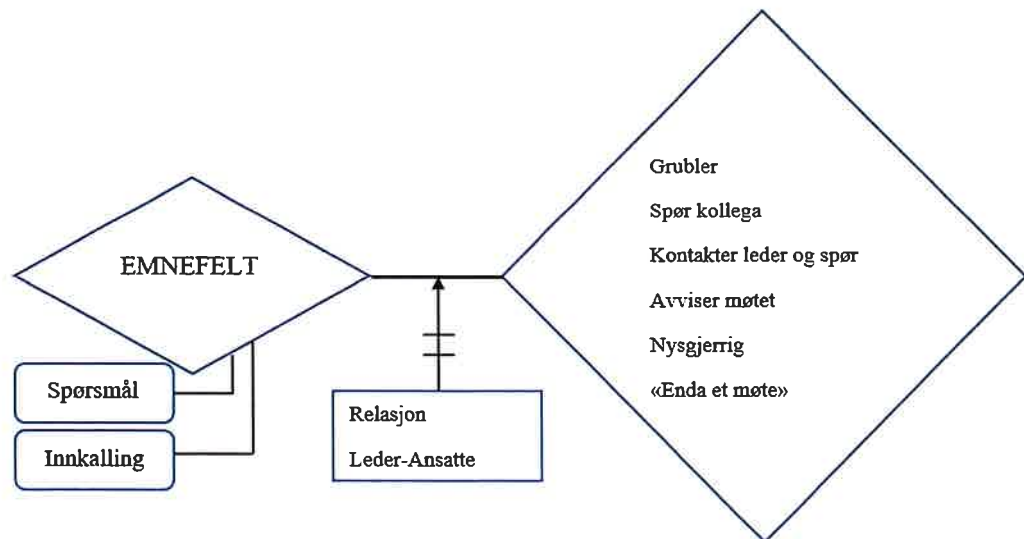 EMNEFELT
Spørsmål
Innkalling
Relasjon
Leder-Ansatte
Grubler
Spør kollega
Kontakter leder og spør
Avviser møtet
Nysgjerrig
«Enda et møte»